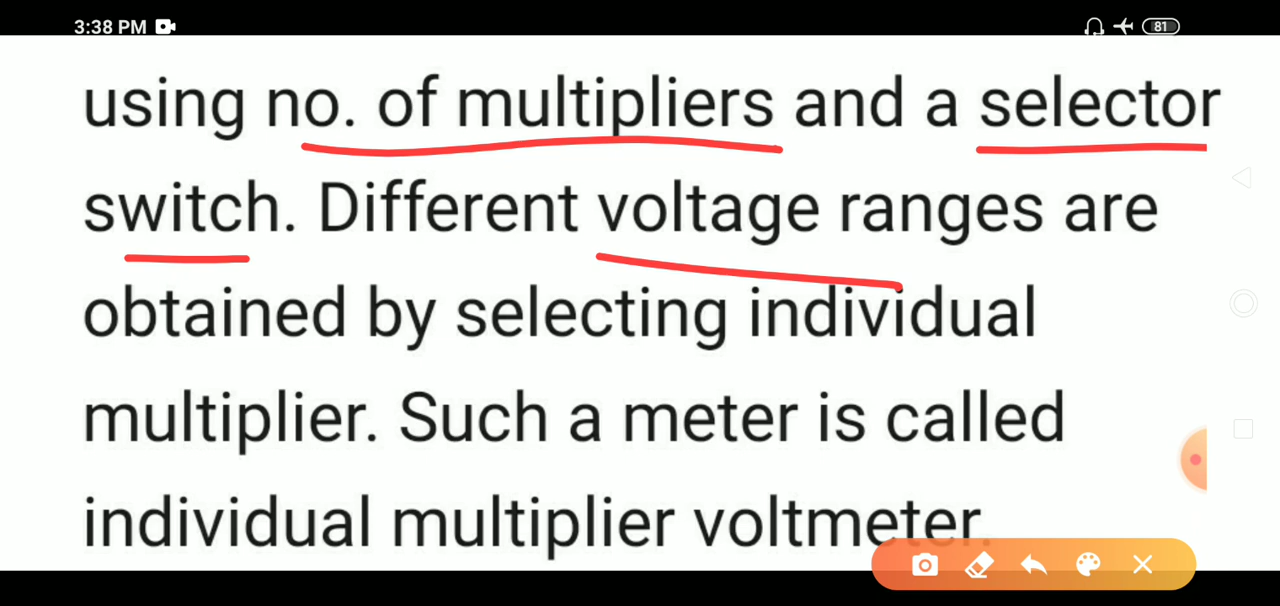 3:38 PM
81
using no. of multipliers and a selector
switch. Different voltage ranges are
obtained by selecting individual
multiplier. Such a meter is called
individual multiplier voltmeter.